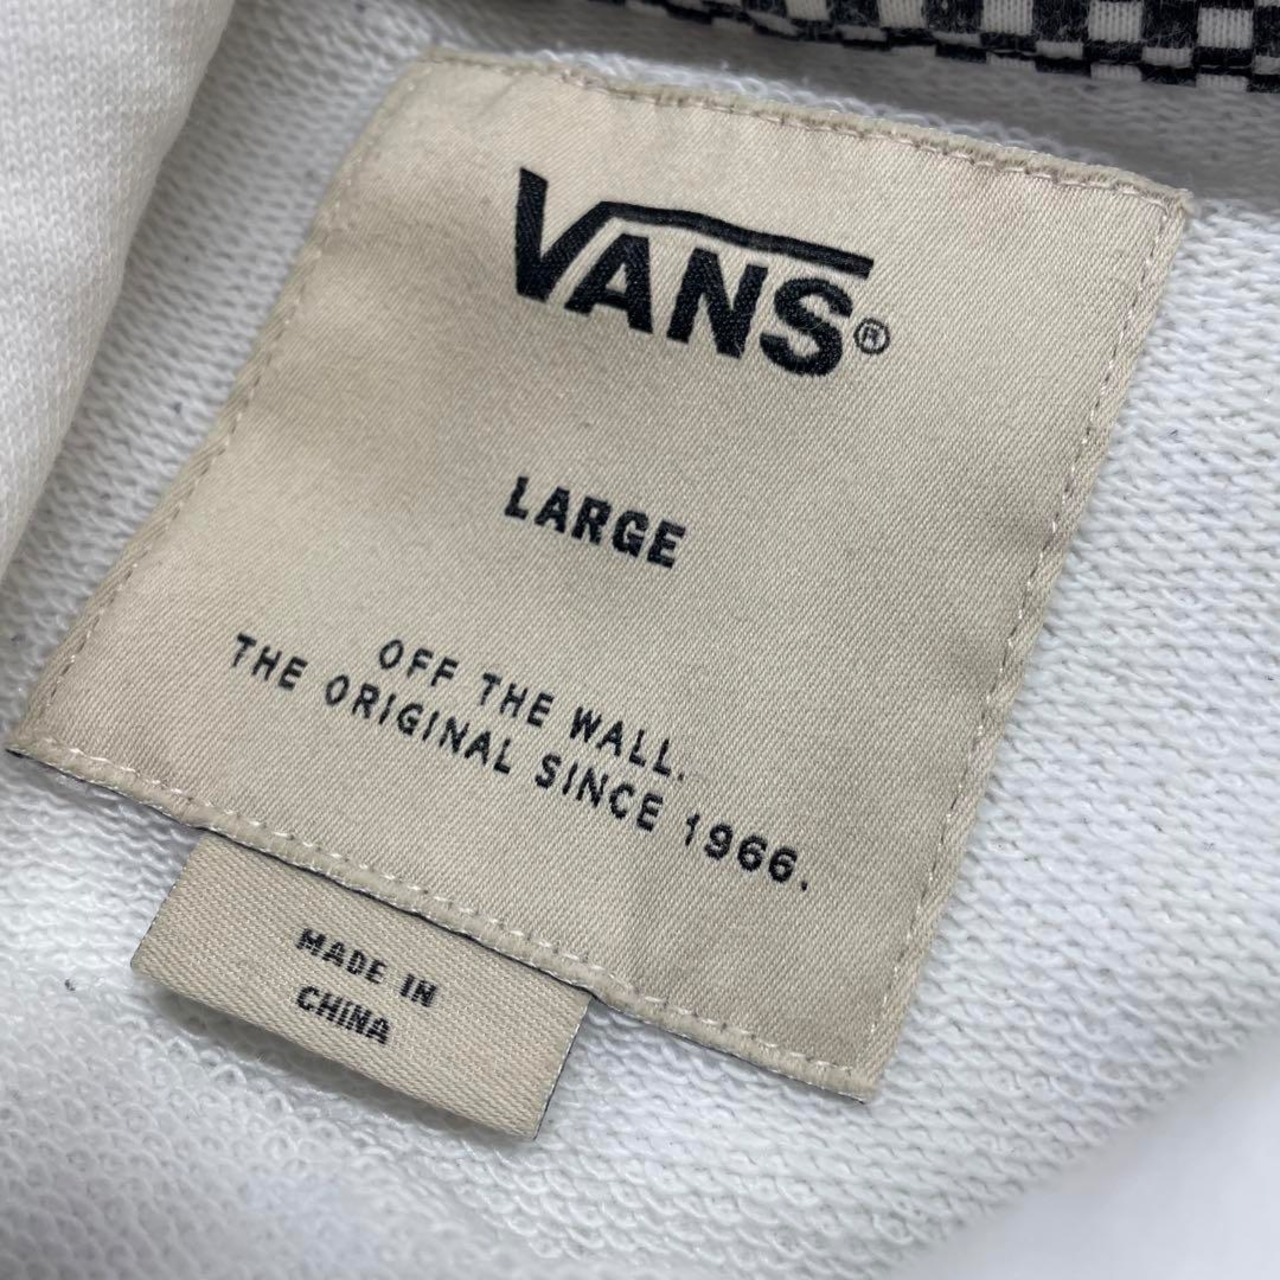 VANS®
LARGE
OFF THE WALL.
THE ORIGINAL SINCE 1966.
MADE IN
CHINA